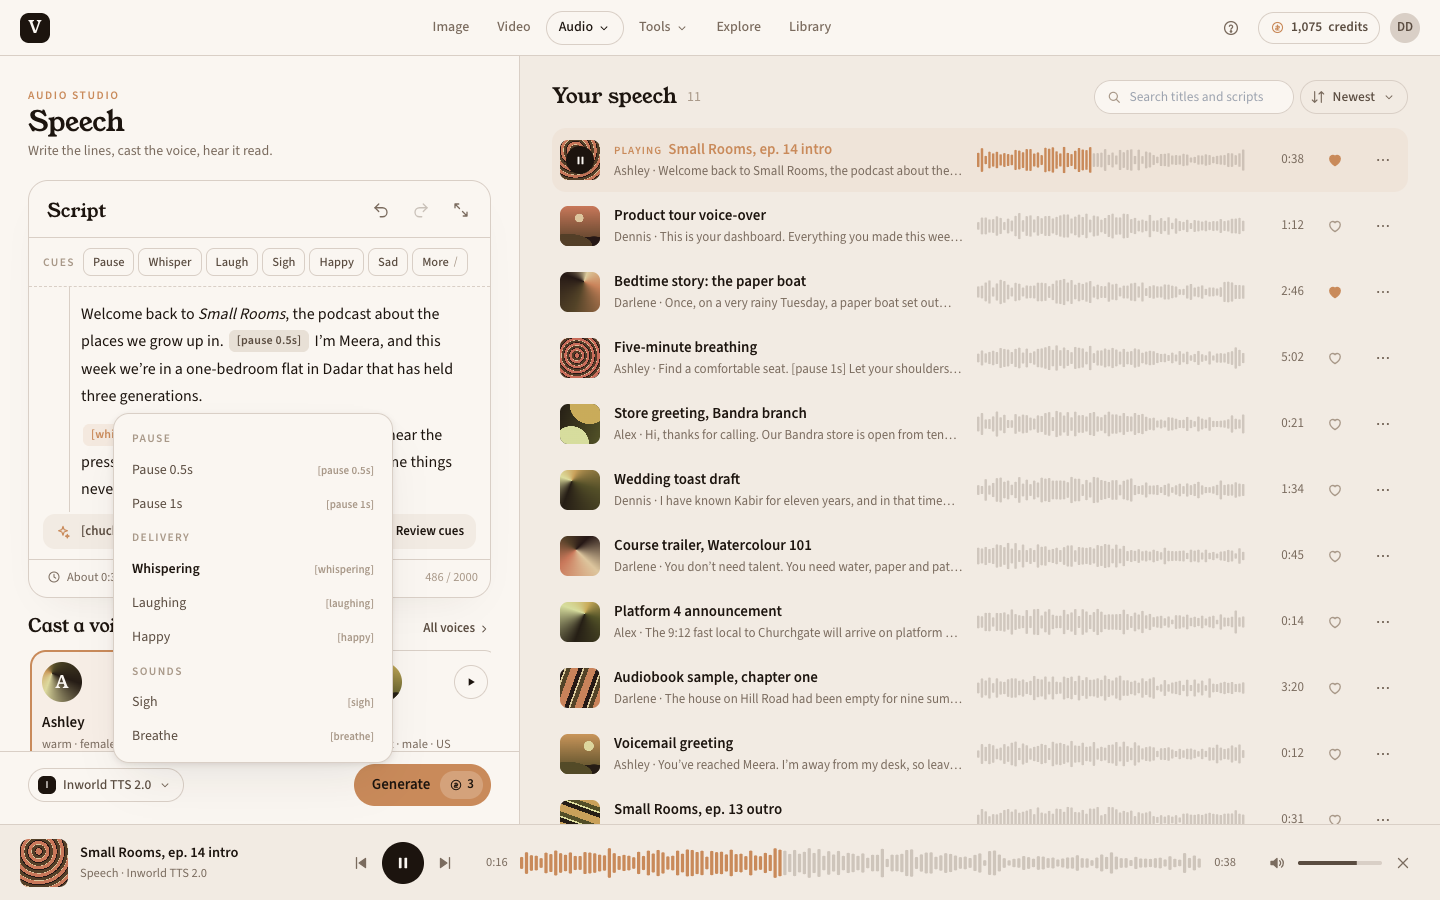 V
Image
Video
Audio
Tools
Explore
Library
1,075 credits
DD
AUDIO STUDIO
Speech
Write the lines, cast the voice, hear it read.
Script
CUES
Pause
Whisper
Laugh
Sigh
Happy
Sad
More /
Welcome back to Small Rooms, the podcast about the
places we grow up in. [pause 0.5s] I’m Meera, and this
week we’re in a one-bedroom flat in Dadar that has held
three generations.
PAUSE
Pause 0.5s [pause 0.5s]
Pause 1s [pause 1s]
DELIVERY
Whispering [whispering]
Laughing [laughing]
Happy [happy]
SOUNDS
Sigh [sigh]
Breathe [breathe]
the
things
Review cues
About
486 / 2000
Cast a
All voices
A
Ashley
warm · female
· male · US
I Inworld TTS 2.0
Generate 3
Your speech 11
Search titles and scripts
Newest
PLAYING Small Rooms, ep. 14 intro
Ashley · Welcome back to Small Rooms, the podcast about the…
0:38
Product tour voice-over
Dennis · This is your dashboard. Everything you made this wee…
1:12
Bedtime story: the paper boat
Darlene · Once, on a very rainy Tuesday, a paper boat set out…
2:46
Five-minute breathing
Ashley · Find a comfortable seat. [pause 1s] Let your shoulders…
5:02
Store greeting, Bandra branch
Alex · Hi, thanks for calling. Our Bandra store is open from ten…
0:21
Wedding toast draft
Dennis · I have known Kabir for eleven years, and in that time…
1:34
Course trailer, Watercolour 101
Darlene · You don’t need talent. You need water, paper and pat…
0:45
Platform 4 announcement
Alex · The 9:12 fast local to Churchgate will arrive on platform …
0:14
Audiobook sample, chapter one
Darlene · The house on Hill Road had been empty for nine sum…
3:20
Voicemail greeting
Ashley · You’ve reached Meera. I’m away from my desk, so leav…
0:12
Small Rooms, ep. 13 outro
0:31
Small Rooms, ep. 14 intro
Speech · Inworld TTS 2.0
0:16
0:38